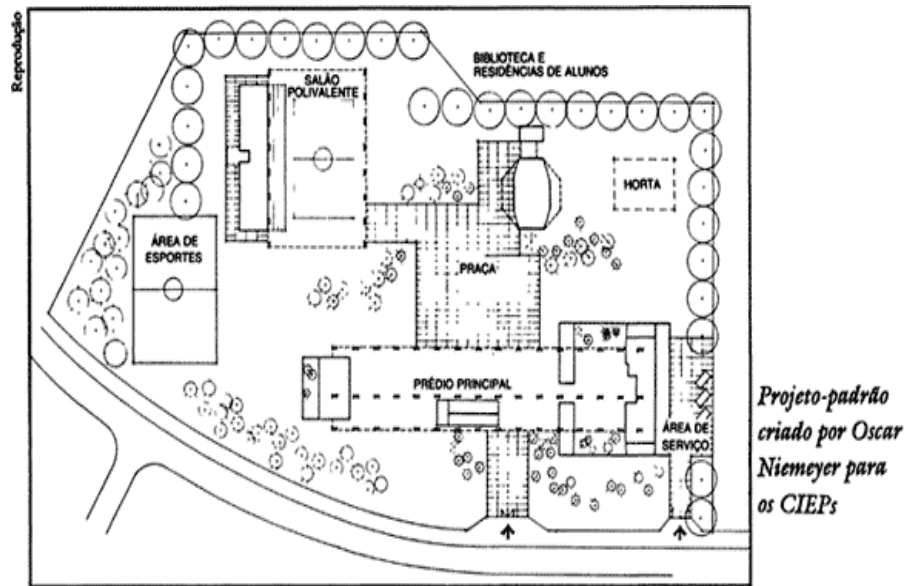 Reprodução
BIBLIOTECA E
RESIDÊNCIAS DE ALUNOS
SALÃO
POLIVALENTE
HORTA
ÁREA DE
ESPORTES
PRAÇA
PRÉDIO PRINCIPAL
ÁREA DE
SERVIÇO
Projeto-padrão
criado por Oscar
Niemeyer para
os CIEPs